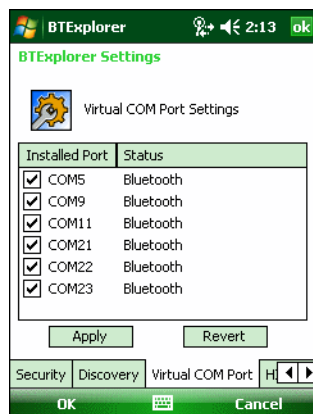 BTExplorer 2:13 ok
BTExplorer Settings
Virtual COM Port Settings
Installed Port Status
COM5 Bluetooth
COM9 Bluetooth
COM11 Bluetooth
COM21 Bluetooth
COM22 Bluetooth
COM23 Bluetooth
Apply Revert
Security Discovery Virtual COM Port
OK Cancel